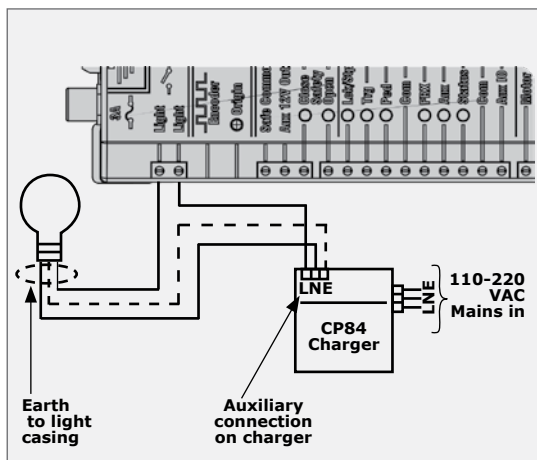 3A
Light
Light
Encoder
Origin
Safe Common
Aux 12V Out
Close
Safety
Open
Lck/Stp
Trg
Ped
Com
FRX
Aux
Status
Com
Aux IO
Motor
LNE
CP84
Charger
LNE
110-220
VAC
Mains in
Earth
to light
casing
Auxiliary
connection
on charger